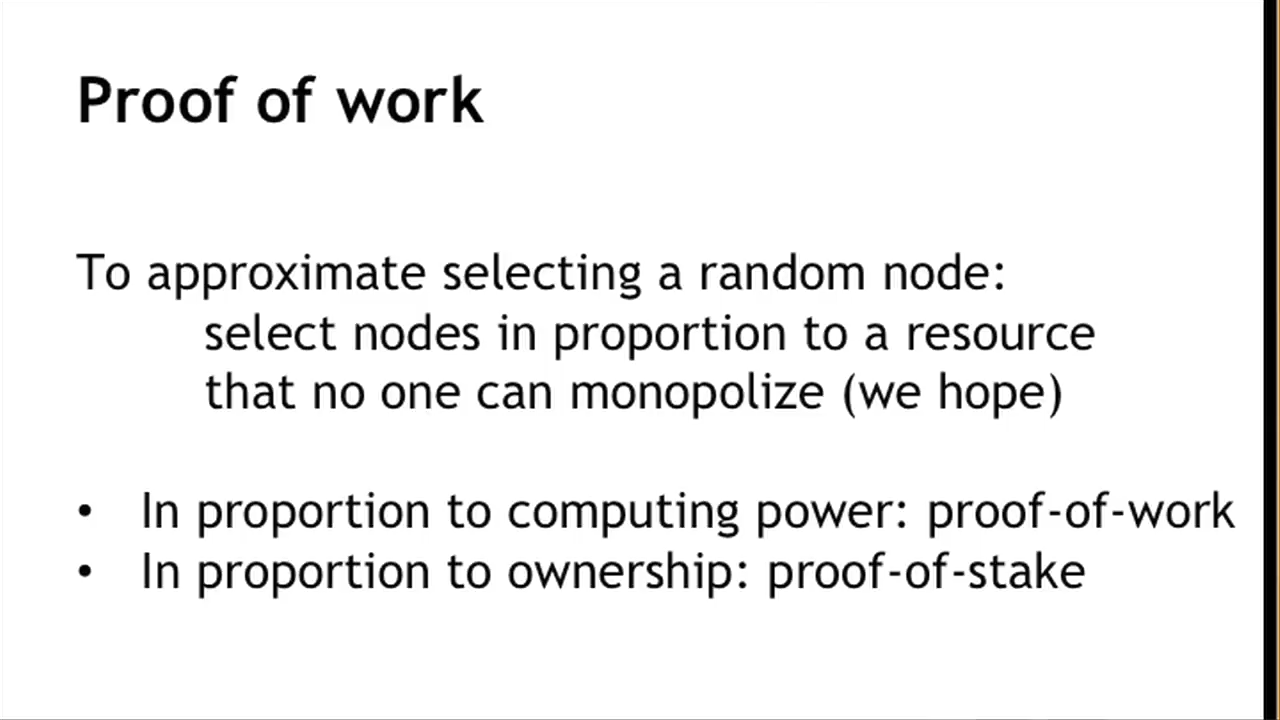 Proof of work
To approximate selecting a random node:
select nodes in proportion to a resource
that no one can monopolize (we hope)
• In proportion to computing power: proof-of-work
• In proportion to ownership: proof-of-stake